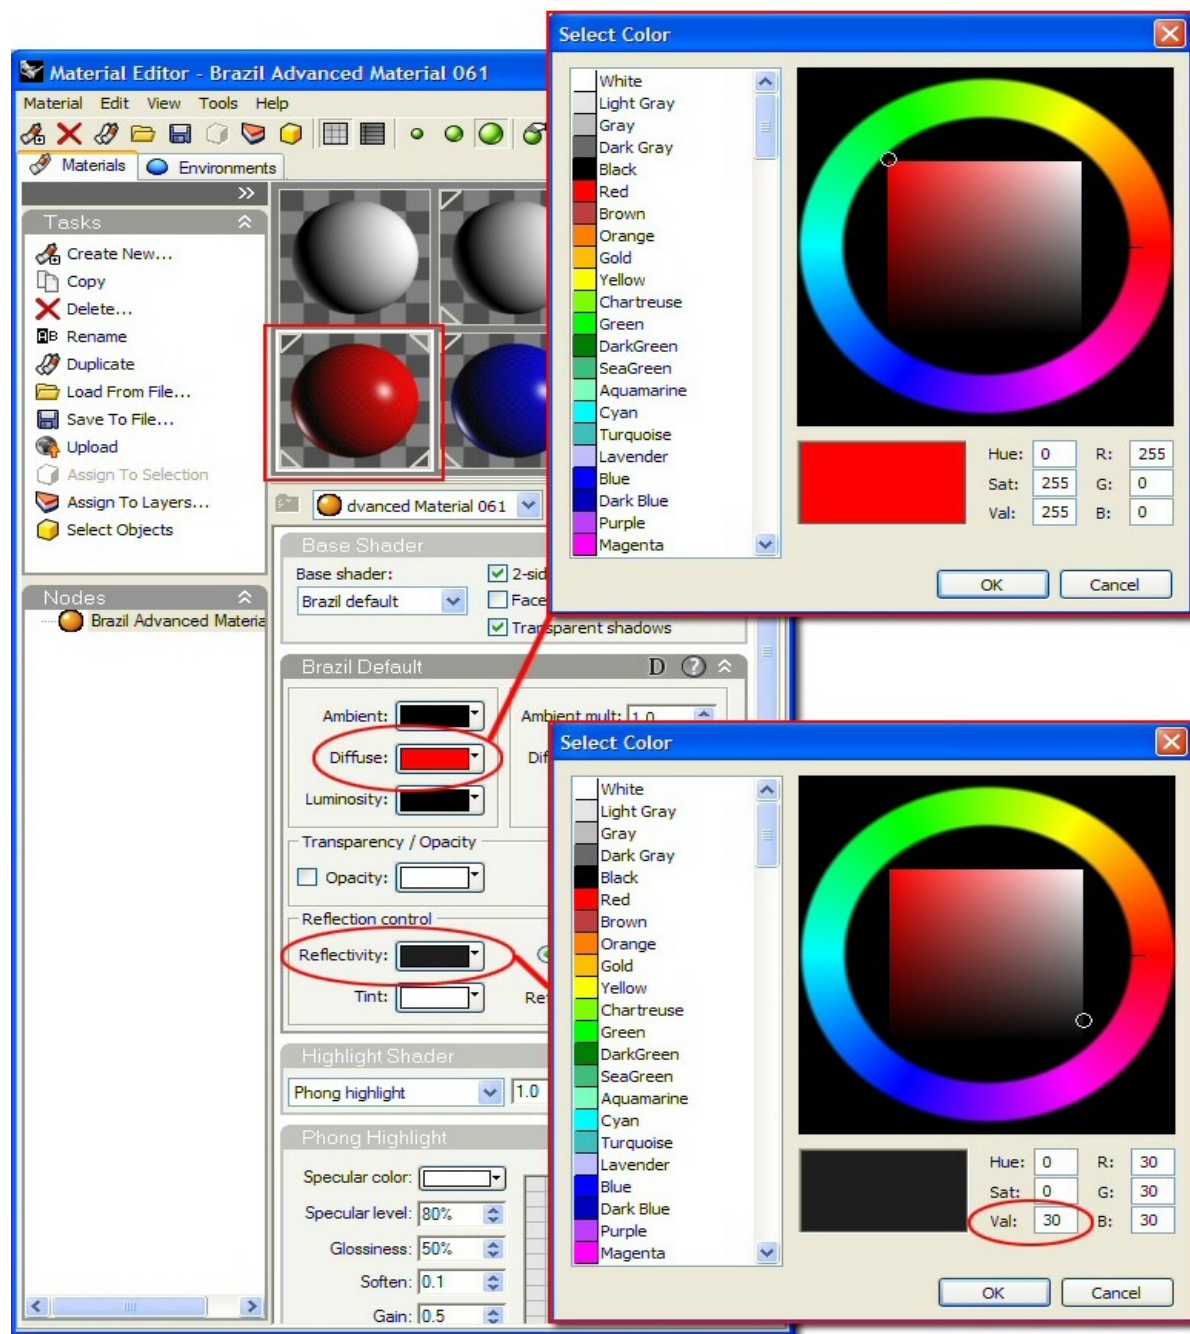 Select Color
White
Light Gray
Gray
Dark Gray
Black
Red
Brown
Orange
Gold
Yellow
Chartreuse
Green
DarkGreen
SeaGreen
Aquamarine
Cyan
Turquoise
Lavender
Blue
Dark Blue
Purple
Magenta
Hue: 0 R: 255
Sat: 255 G: 0
Val: 255 B: 0
OK Cancel
Material Editor - Brazil Advanced Material 061
Material Edit View Tools Help
Materials Environments
Tasks
Create New...
Copy
Delete...
Rename
Duplicate
Load From File...
Save To File...
Upload
Assign To Selection
Assign To Layers...
Select Objects
Nodes
Brazil Advanced Materia
dvanced Material 061
Base Shader
Base shader: 2-sid
Brazil default Face
Transparent shadows
Brazil Default D ?
Ambient: Ambient mult: 1.0
Diffuse: Dif
Luminosity:
Transparency / Opacity
Opacity:
Reflection control
Reflectivity:
Tint: Re
Highlight Shader
Phong highlight 1.0
Phong Highlight
Specular color:
Specular level: 80%
Glossiness: 50%
Soften: 0.1
Gain: 0.5
Select Color
White
Light Gray
Gray
Dark Gray
Black
Red
Brown
Orange
Gold
Yellow
Chartreuse
Green
DarkGreen
SeaGreen
Aquamarine
Cyan
Turquoise
Lavender
Blue
Dark Blue
Purple
Magenta
Hue: 0 R: 30
Sat: 0 G: 30
Val: 30 B: 30
OK Cancel